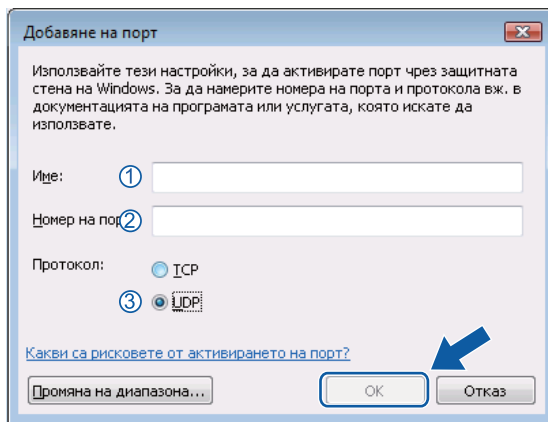 Добавяне на порт
Използвайте тези настройки, за да активирате порт чрез защитната
стена на Windows. За да намерите номера на порта и протокола вж. в
документацията на програмата или услугата, която искате да
използвате.
Име: 1
Номер на пор 2
Протокол: TCP
3 UDP
Какви са рисковете от активирането на порт?
Промяна на диапазона... OK Отказ